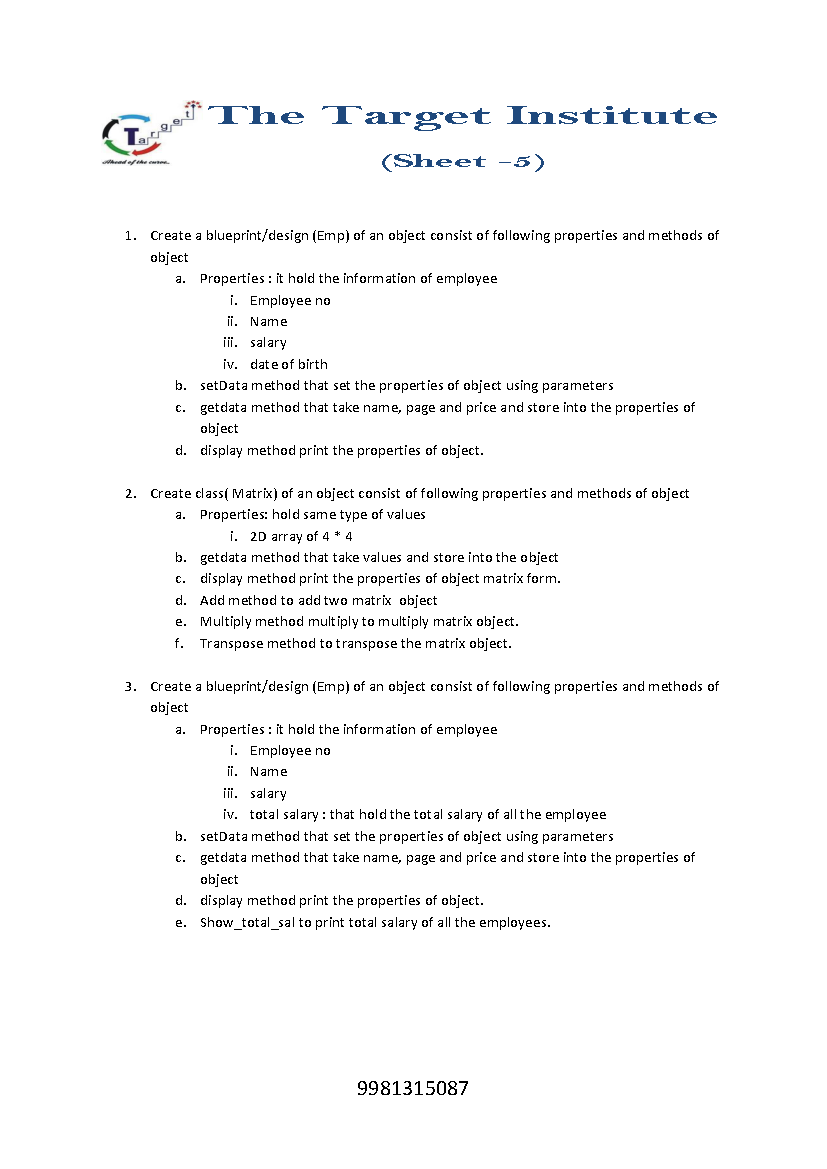 Target
Ahead of the curve..
The Target Institute
(Sheet -5)
1. Create a blueprint/design (Emp) of an object consist of following properties and methods of
object
a. Properties : it hold the information of employee
i. Employee no
ii. Name
iii. salary
iv. date of birth
b. setData method that set the properties of object using parameters
c. getdata method that take name, page and price and store into the properties of
object
d. display method print the properties of object.
2. Create class( Matrix) of an object consist of following properties and methods of object
a. Properties: hold same type of values
i. 2D array of 4 * 4
b. getdata method that take values and store into the object
c. display method print the properties of object matrix form.
d. Add method to add two matrix object
e. Multiply method multiply to multiply matrix object.
f. Transpose method to transpose the matrix object.
3. Create a blueprint/design (Emp) of an object consist of following properties and methods of
object
a. Properties : it hold the information of employee
i. Employee no
ii. Name
iii. salary
iv. total salary : that hold the total salary of all the employee
b. setData method that set the properties of object using parameters
c. getdata method that take name, page and price and store into the properties of
object
d. display method print the properties of object.
e. Show_total_sal to print total salary of all the employees.
9981315087